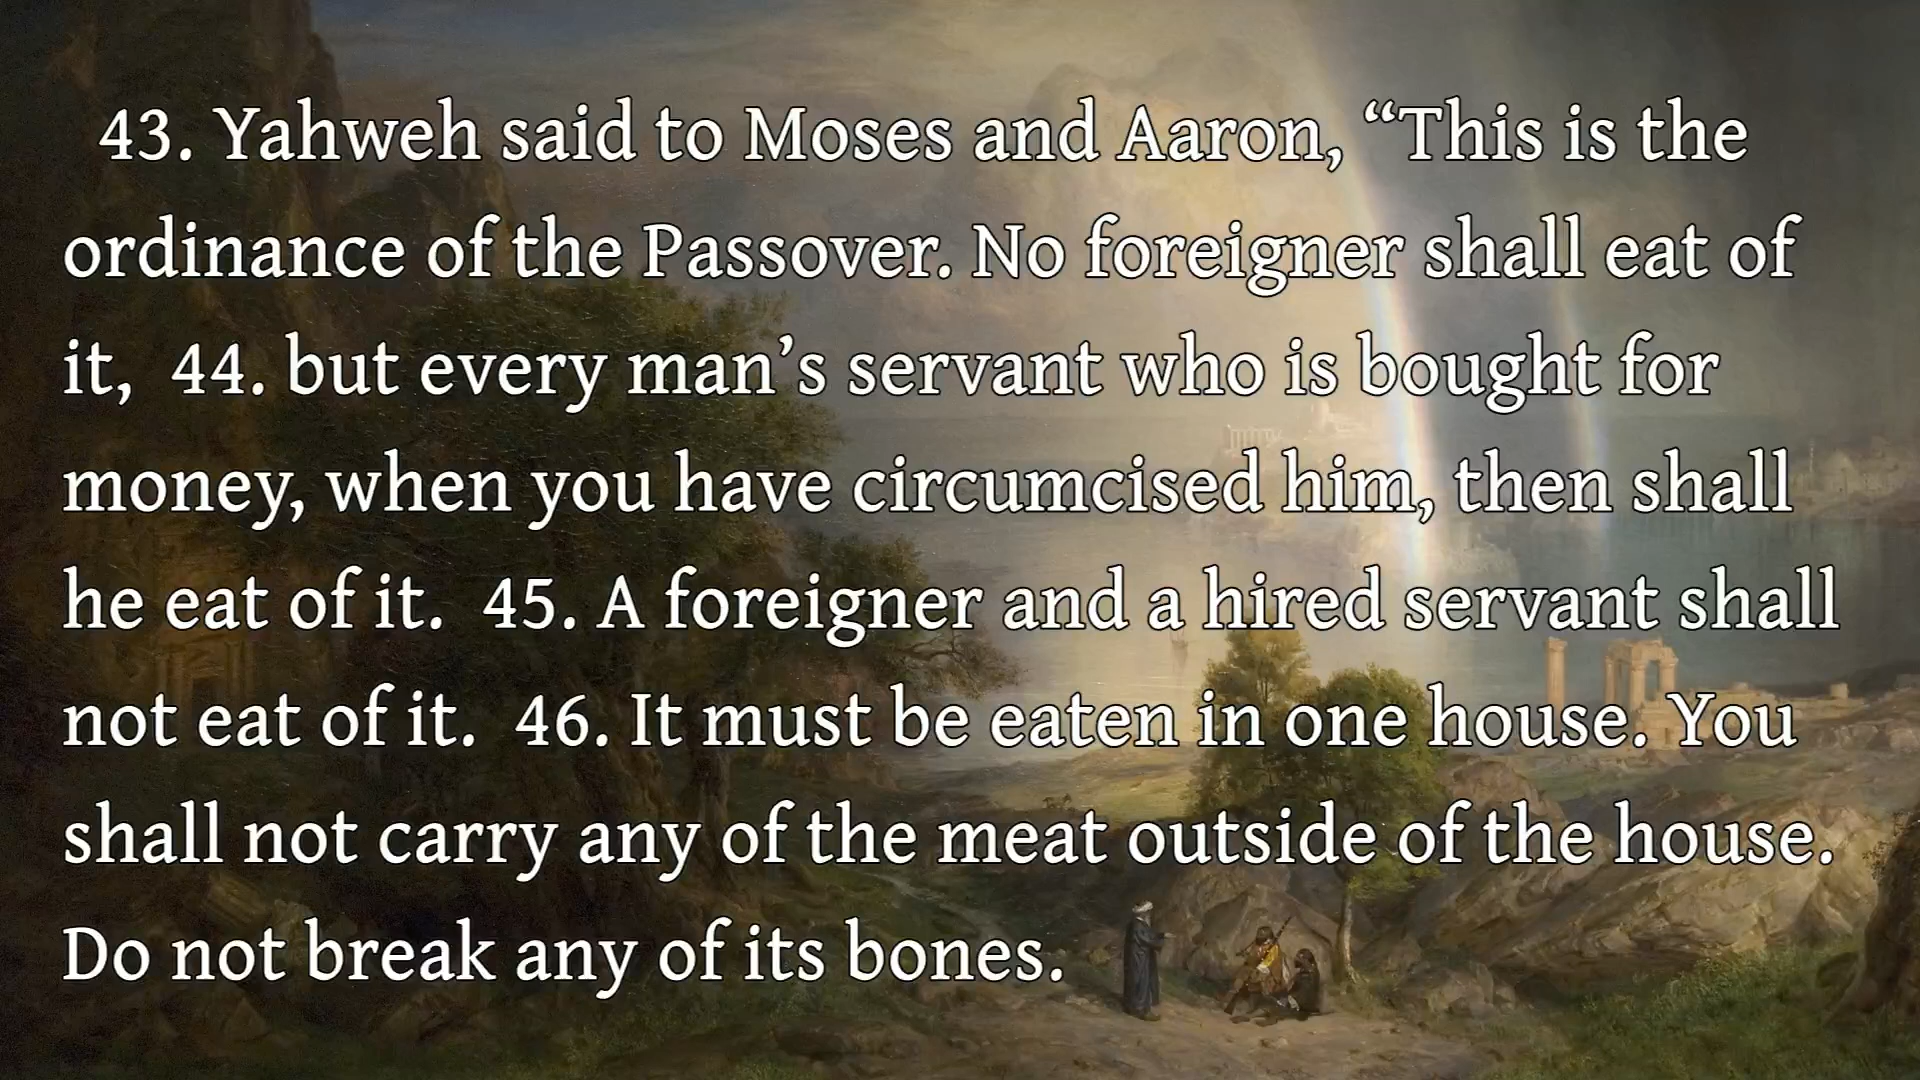 43. Yahweh said to Moses and Aaron, “This is the
ordinance of the Passover. No foreigner shall eat of
it,  44. but every man’s servant who is bought for
money, when you have circumcised him, then shall
he eat of it.  45. A foreigner and a hired servant shall
not eat of it.  46. It must be eaten in one house. You
shall not carry any of the meat outside of the house.
Do not break any of its bones.